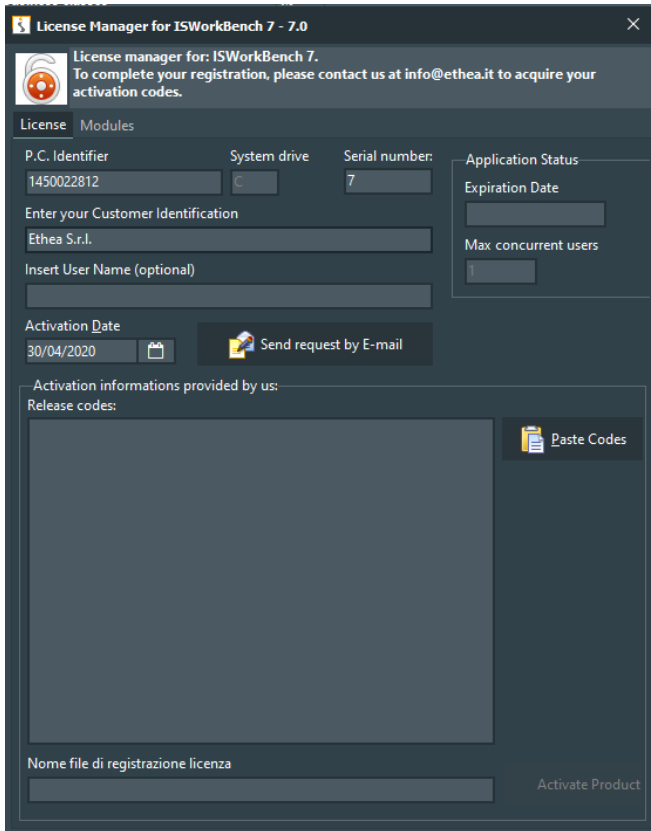 License Manager for ISWorkBench 7 - 7.0
License manager for: ISWorkBench 7.
To complete your registration, please contact us at info@ethea.it to acquire your
activation codes.
License Modules
P.C. Identifier System drive Serial number:
1450022812 C 7
Application Status
Expiration Date
Enter your Customer Identification
Ethea S.r.l.
Max concurrent users
1
Insert User Name (optional)
Activation Date
30/04/2020
Send request by E-mail
Activation informations provided by us:
Release codes:
Paste Codes
Nome file di registrazione licenza
Activate Product